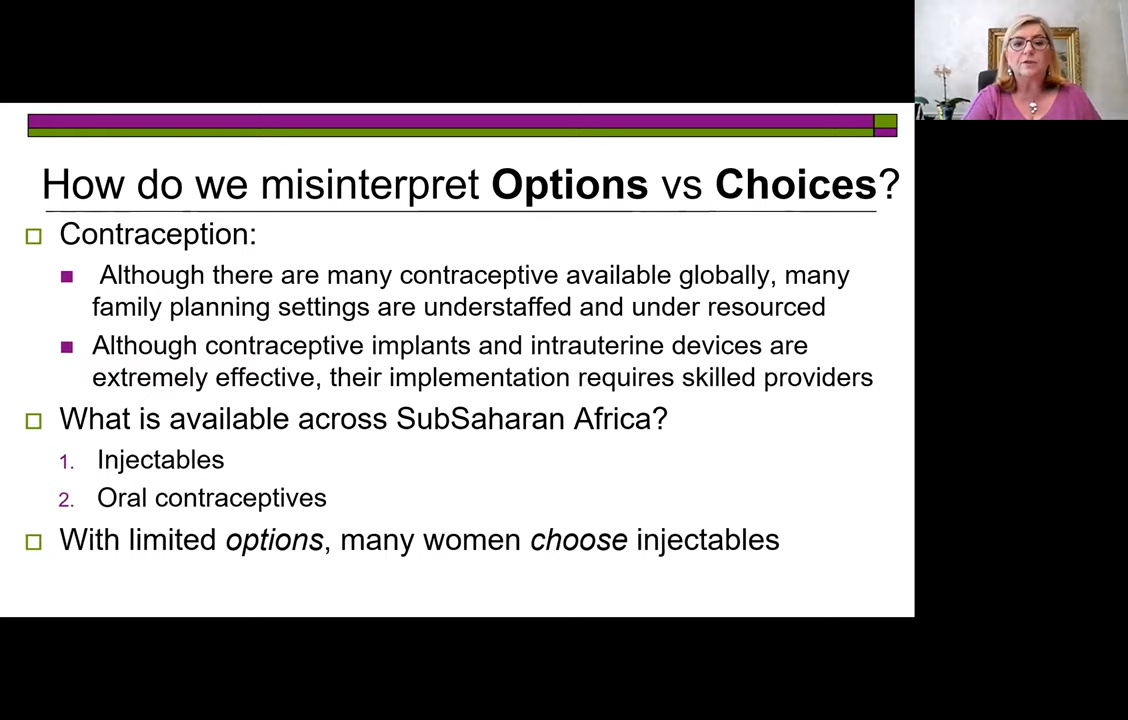 How do we misinterpret Options vs Choices?
Contraception:
Although there are many contraceptive available globally, many
family planning settings are understaffed and under resourced
Although contraceptive implants and intrauterine devices are
extremely effective, their implementation requires skilled providers
What is available across SubSaharan Africa?
1. Injectables
2. Oral contraceptives
With limited options, many women choose injectables